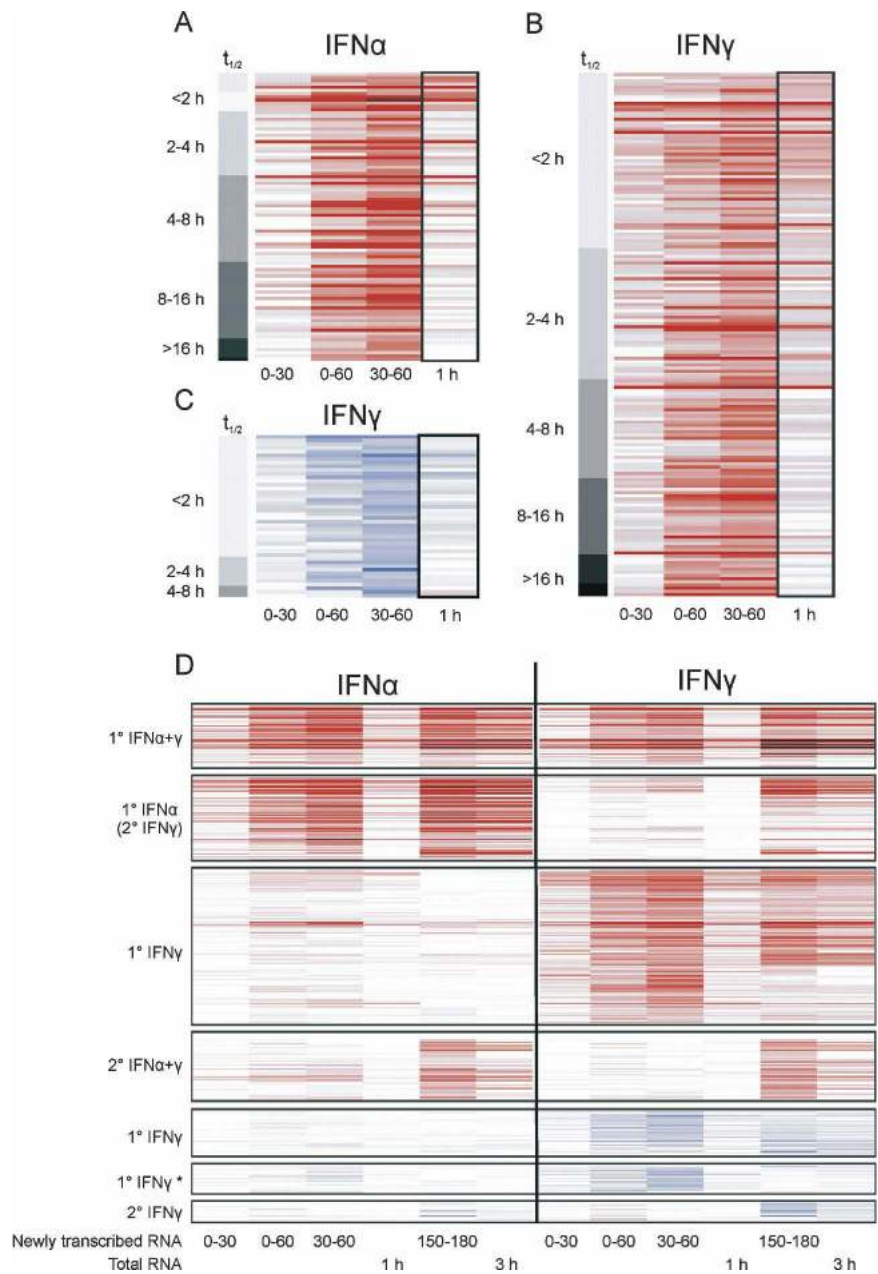 A
IFNα
t1/2
<2 h
2-4 h
4-8 h
8-16 h
>16 h
0-30 0-60 30-60 1 h
B
IFNγ
t1/2
<2 h
2-4 h
4-8 h
8-16 h
>16 h
0-30 0-60 30-60 1 h
C
IFNγ
t1/2
<2 h
2-4 h
4-8 h
0-30 0-60 30-60 1 h
D
IFNα IFNγ
1° IFNα+γ
1° IFNα
(2° IFNγ)
1° IFNγ
2° IFNα+γ
1° IFNγ
1° IFNγ *
2° IFNγ
Newly transcribed RNA 0-30 0-60 30-60 150-180 0-30 0-60 30-60 150-180
Total RNA 1 h 3 h 1 h 3 h